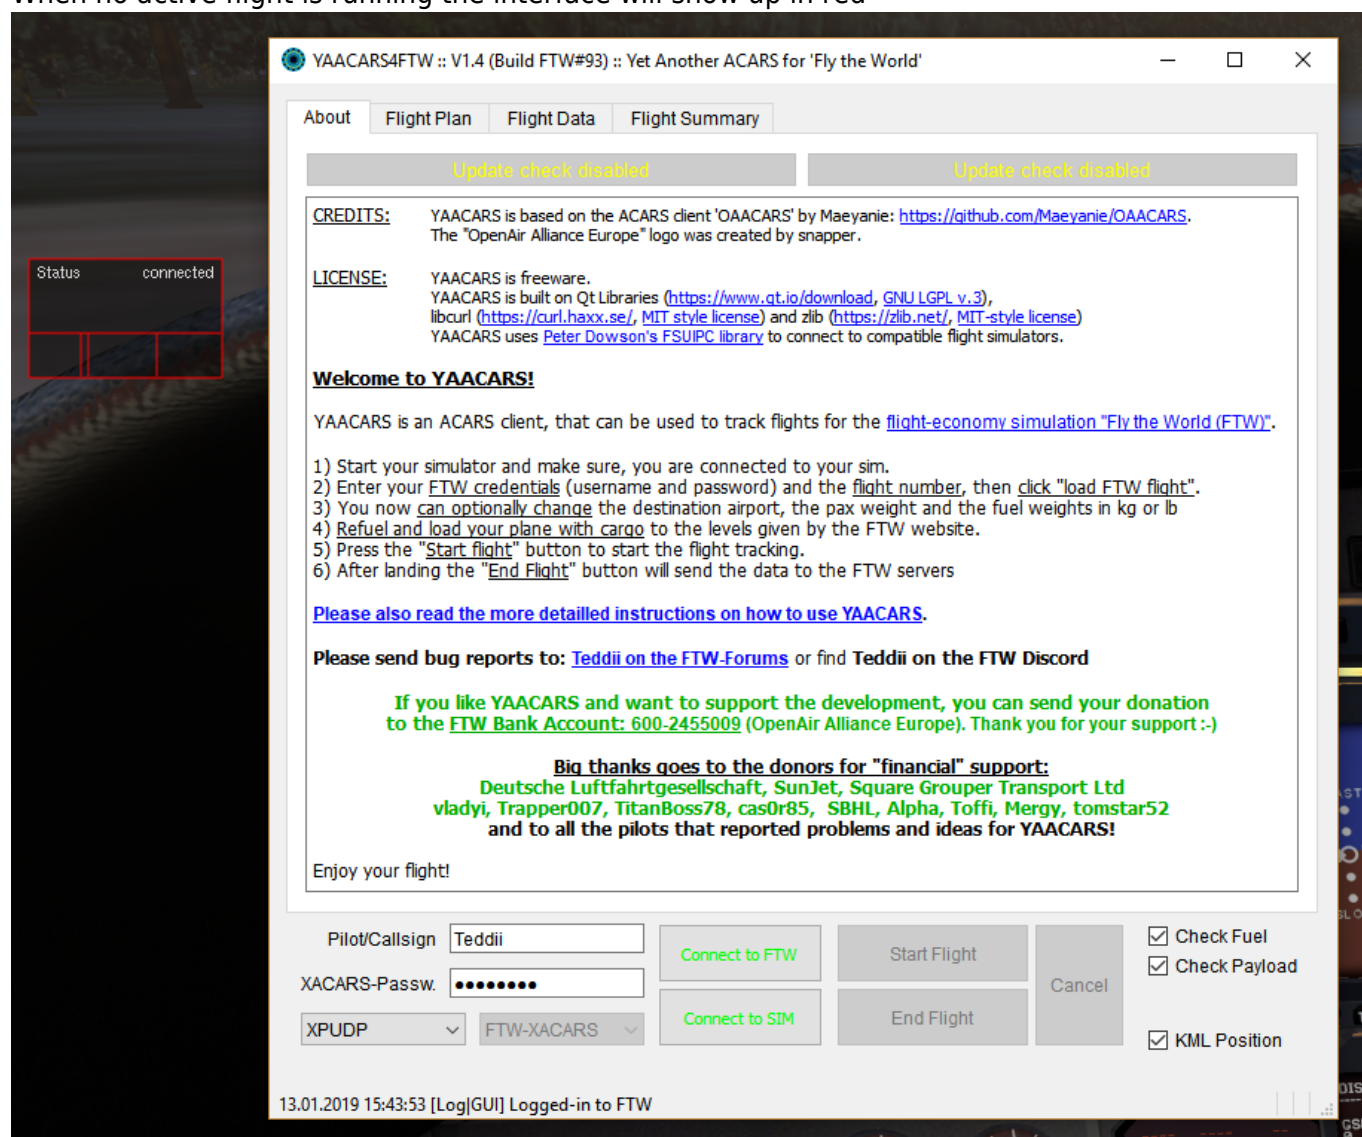 When no active flight is running the interface will show up in red
YAACARS4FTW :: V1.4 (Build FTW#93) :: Yet Another ACARS for 'Fly the World'
About Flight Plan Flight Data Flight Summary
Update check disabled Update check disabled
CREDITS: YAACARS is based on the ACARS client 'OAACARS' by Maeyanie: https://github.com/Maeyanie/OAACARS.
The "OpenAir Alliance Europe" logo was created by snapper.
Status connected
LICENSE: YAACARS is freeware.
YAACARS is built on Qt Libraries (https://www.qt.io/download, GNU LGPL v.3),
libcurl (https://curl.haxx.se/, MIT style license) and zlib (https://zlib.net/, MIT-style license)
YAACARS uses Peter Dowson's FSUIPC library to connect to compatible flight simulators.
Welcome to YAACARS!
YAACARS is an ACARS client, that can be used to track flights for the flight-economy simulation "Fly the World (FTW)".
1) Start your simulator and make sure, you are connected to your sim.
2) Enter your FTW credentials (username and password) and the flight number, then click "load FTW flight".
3) You now can optionally change the destination airport, the pax weight and the fuel weights in kg or lb
4) Refuel and load your plane with cargo to the levels given by the FTW website.
5) Press the "Start flight" button to start the flight tracking.
6) After landing the "End Flight" button will send the data to the FTW servers
Please also read the more detailled instructions on how to use YAACARS.
Please send bug reports to: Teddii on the FTW-Forums or find Teddii on the FTW Discord
If you like YAACARS and want to support the development, you can send your donation
to the FTW Bank Account: 600-2455009 (OpenAir Alliance Europe). Thank you for your support :-)
Big thanks goes to the donors for "financial" support:
Deutsche Luftfahrtgesellschaft, SunJet, Square Grouper Transport Ltd
vladyi, Trapper007, TitanBoss78, cas0r85, SBHL, Alpha, Toffi, Mergy, tomstar52
and to all the pilots that reported problems and ideas for YAACARS!
Enjoy your flight!
Pilot/Callsign Teddii
XACARS-Passw. ●●●●●●●●
XPUDP FTW-XACARS
Connect to FTW
Connect to SIM
Start Flight
End Flight
Cancel
Check Fuel
Check Payload
KML Position
13.01.2019 15:43:53 [Log|GUI] Logged-in to FTW